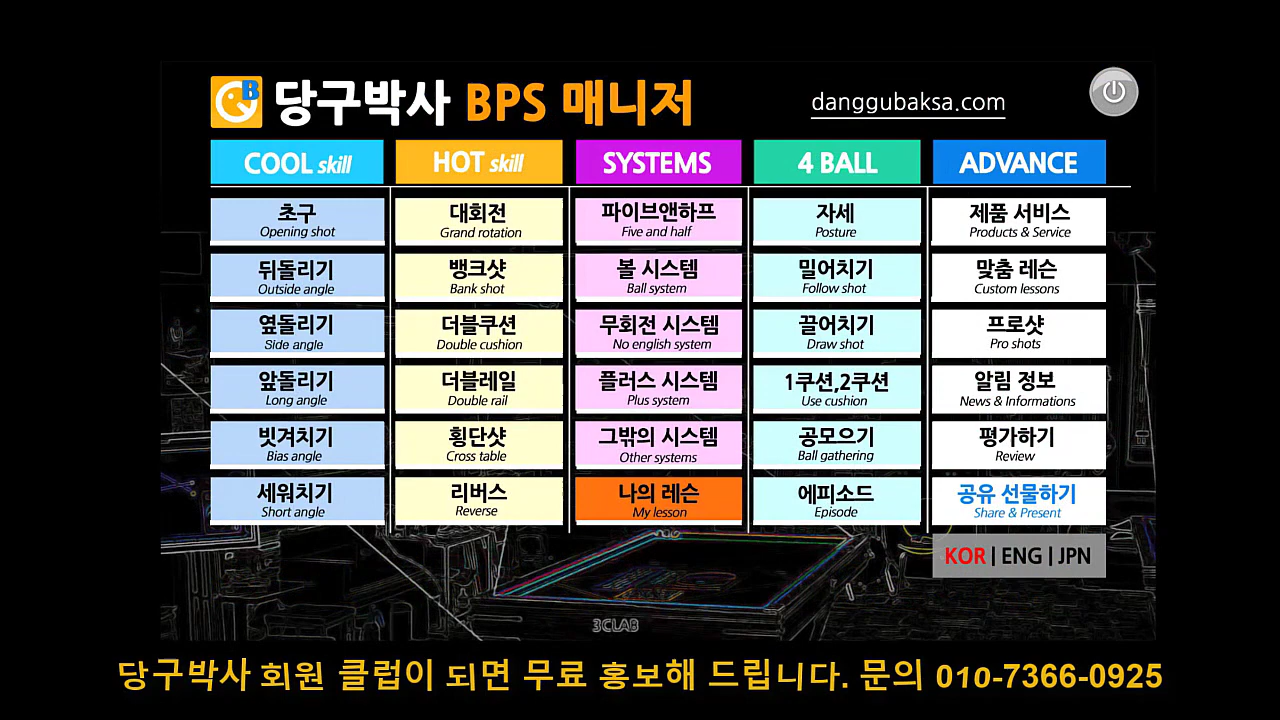 B 당구박사 BPS 매니저
danggubaksa.com
COOL skill
HOT skill
SYSTEMS
4 BALL
ADVANCE
초구
Opening shot
대회전
Grand rotation
파이브앤하프
Five and half
자세
Posture
제품 서비스
Products & Service
뒤돌리기
Outside angle
뱅크샷
Bank shot
볼 시스템
Ball system
밀어치기
Follow shot
맞춤 레슨
Custom lessons
옆돌리기
Side angle
더블쿠션
Double cushion
무회전 시스템
No english system
끌어치기
Draw shot
프로샷
Pro shots
앞돌리기
Long angle
더블레일
Double rail
플러스 시스템
Plus system
1쿠션,2쿠션
Use cushion
알림 정보
News & Informations
빗겨치기
Bias angle
횡단샷
Cross table
그밖의 시스템
Other systems
공모으기
Ball gathering
평가하기
Review
세워치기
Short angle
리버스
Reverse
나의 레슨
My lesson
에피소드
Episode
공유 선물하기
Share & Present
KOR | ENG | JPN
3CLAB
당구박사 회원 클럽이 되면 무료 홍보해 드립니다. 문의 010-7366-0925